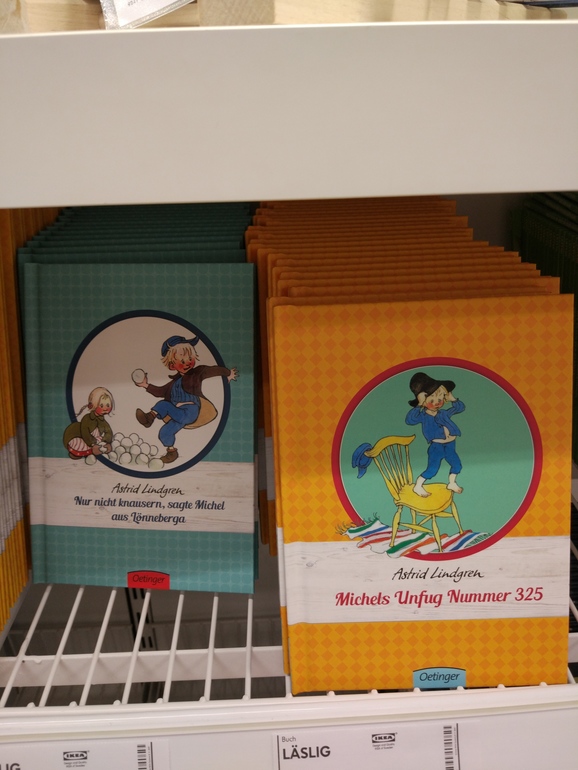 Astrid Lindgren
Nur nicht knausern, sagte Michel
aus Lönneberga
Oetinger
Astrid Lindgren
Michels Unfug Nummer 325
Oetinger
IKEA
Buch
LÄSLIG
IKEA